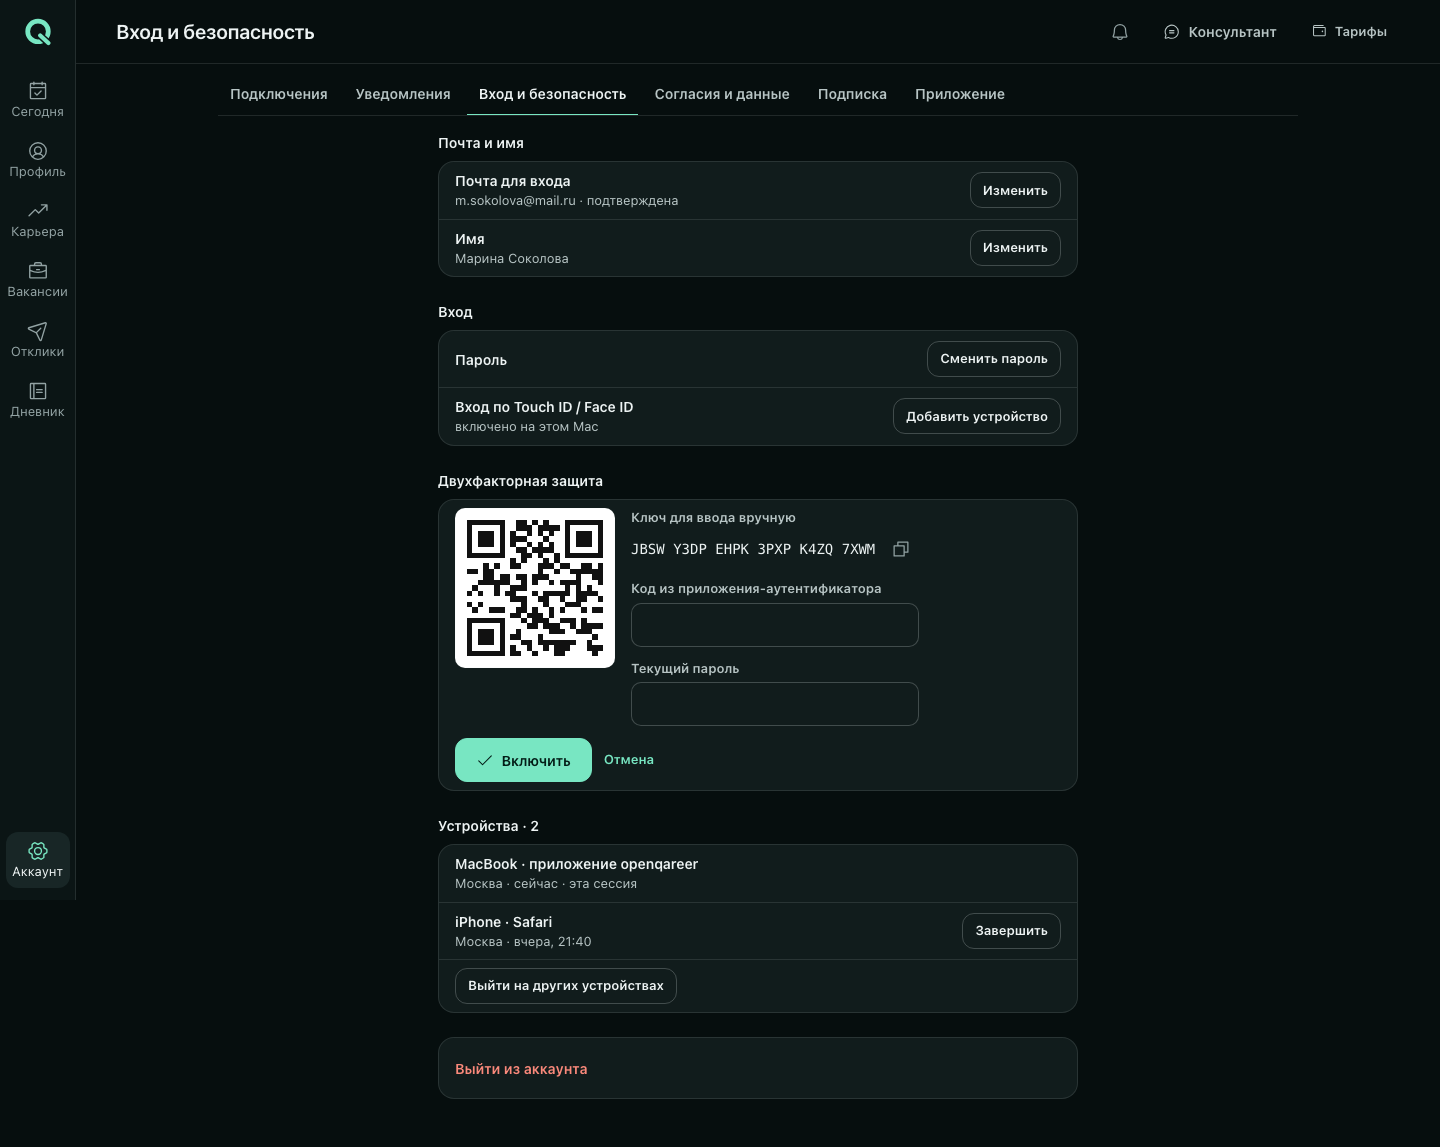 Вход и безопасность
Консультант
Тарифы
Сегодня
Профиль
Карьера
Вакансии
Отклики
Дневник
Аккаунт
Подключения
Уведомления
Вход и безопасность
Согласия и данные
Подписка
Приложение
Почта и имя
Почта для входа
m.sokolova@mail.ru · подтверждена
Изменить
Имя
Марина Соколова
Изменить
Вход
Пароль
Сменить пароль
Вход по Touch ID / Face ID
включено на этом Mac
Добавить устройство
Двухфакторная защита
Ключ для ввода вручную
JBSW Y3DP EHPK 3PXP K4ZQ 7XWM
Код из приложения-аутентификатора
Текущий пароль
Включить
Отмена
Устройства · 2
MacBook · приложение openqareer
Москва · сейчас · эта сессия
iPhone · Safari
Москва · вчера, 21:40
Завершить
Выйти на других устройствах
Выйти из аккаунта